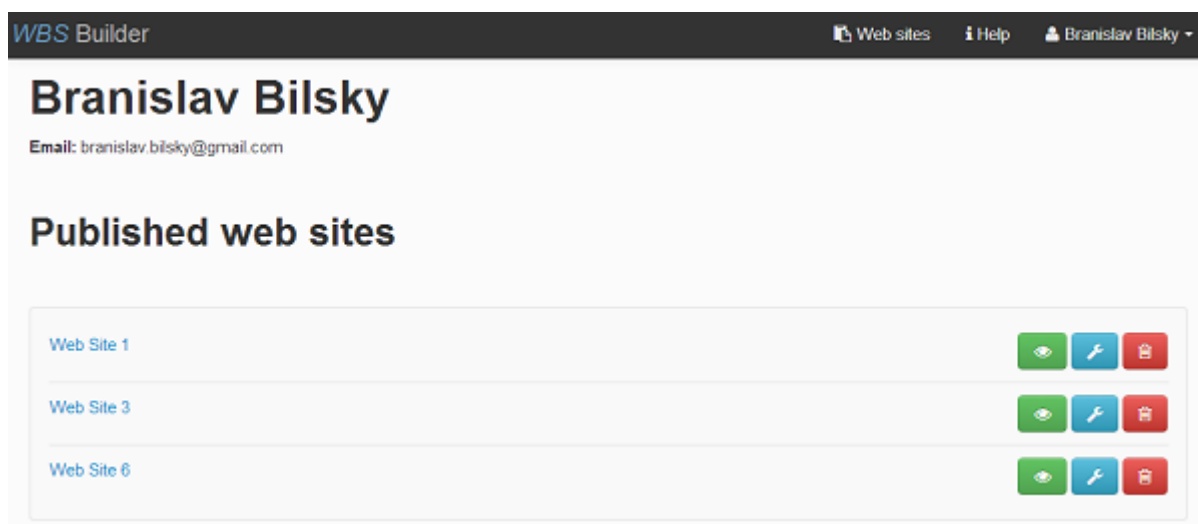 WBS Builder Web sites Help Branislav Bilsky
Branislav Bilsky
Email: branislav.bilsky@gmail.com
Published web sites
Web Site 1
Web Site 3
Web Site 6